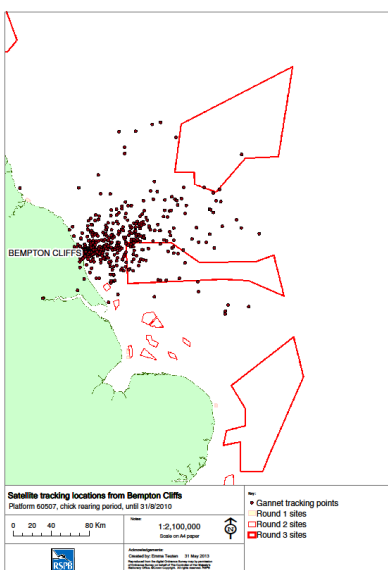 BEMPTON CLIFFS
Satellite tracking locations from Bempton Cliffs
Platform 60507, chick rearing period, until 31/8/2010
0 20 40 80 Km
Notes:
1:2,100,000
Scale on A4 paper
N
Key:
Gannet tracking points
Round 1 sites
Round 2 sites
Round 3 sites
RSPB
Acknowledgements:
Created by: 31 May 2013